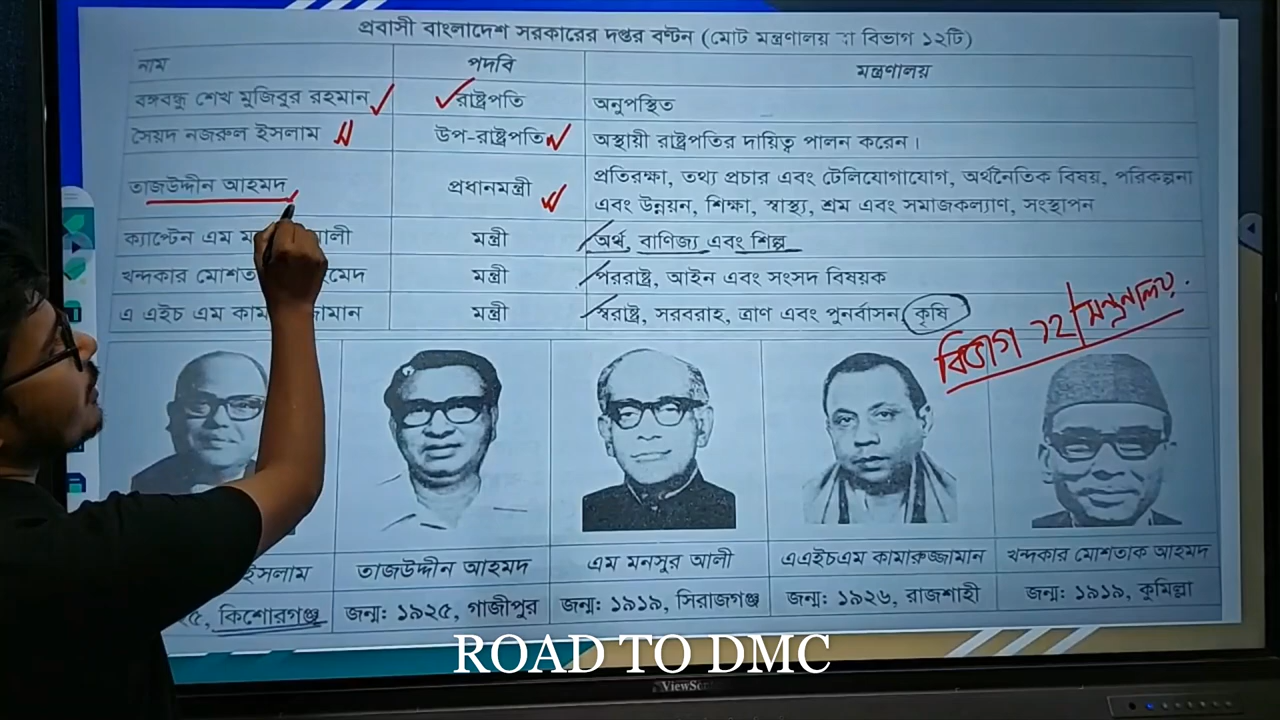 প্রবাসী বাংলাদেশ সরকারের দপ্তর বণ্টন (মোট মন্ত্রণালয় বা বিভাগ ১২টি)
নাম পদবি মন্ত্রণালয়
বঙ্গবন্ধু শেখ মুজিবুর রহমান রাষ্ট্রপতি অনুপস্থিত
সৈয়দ নজরুল ইসলাম উপ-রাষ্ট্রপতি অস্থায়ী রাষ্ট্রপতির দায়িত্ব পালন করেন।
তাজউদ্দীন আহমদ প্রধানমন্ত্রী প্রতিরক্ষা, তথ্য প্রচার এবং টেলিযোগাযোগ, অর্থনৈতিক বিষয়, পরিকল্পনা
এবং উন্নয়ন, শিক্ষা, স্বাস্থ্য, শ্রম এবং সমাজকল্যাণ, সংস্থাপন
ক্যাপ্টেন এম আলী মন্ত্রী অর্থ, বাণিজ্য এবং শিল্প
খন্দকার মোশতা হমেদ মন্ত্রী পররাষ্ট্র, আইন এবং সংসদ বিষয়ক
এ এইচ এম কাম জামান মন্ত্রী স্বরাষ্ট্র, সরবরাহ, ত্রাণ এবং পুনর্বাসন কৃষি
বিভাগ ১২/মন্ত্রনালয়.
ইসলাম তাজউদ্দীন আহমদ এম মনসুর আলী এএইচএম কামারুজ্জামান খন্দকার মোশতাক আহমদ
২৫, কিশোরগঞ্জ জন্ম: ১৯২৫, গাজীপুর জন্ম: ১৯১৯, সিরাজগঞ্জ জন্ম: ১৯২৬, রাজশাহী জন্ম: ১৯১৯, কুমিল্লা
ROAD TO DMC